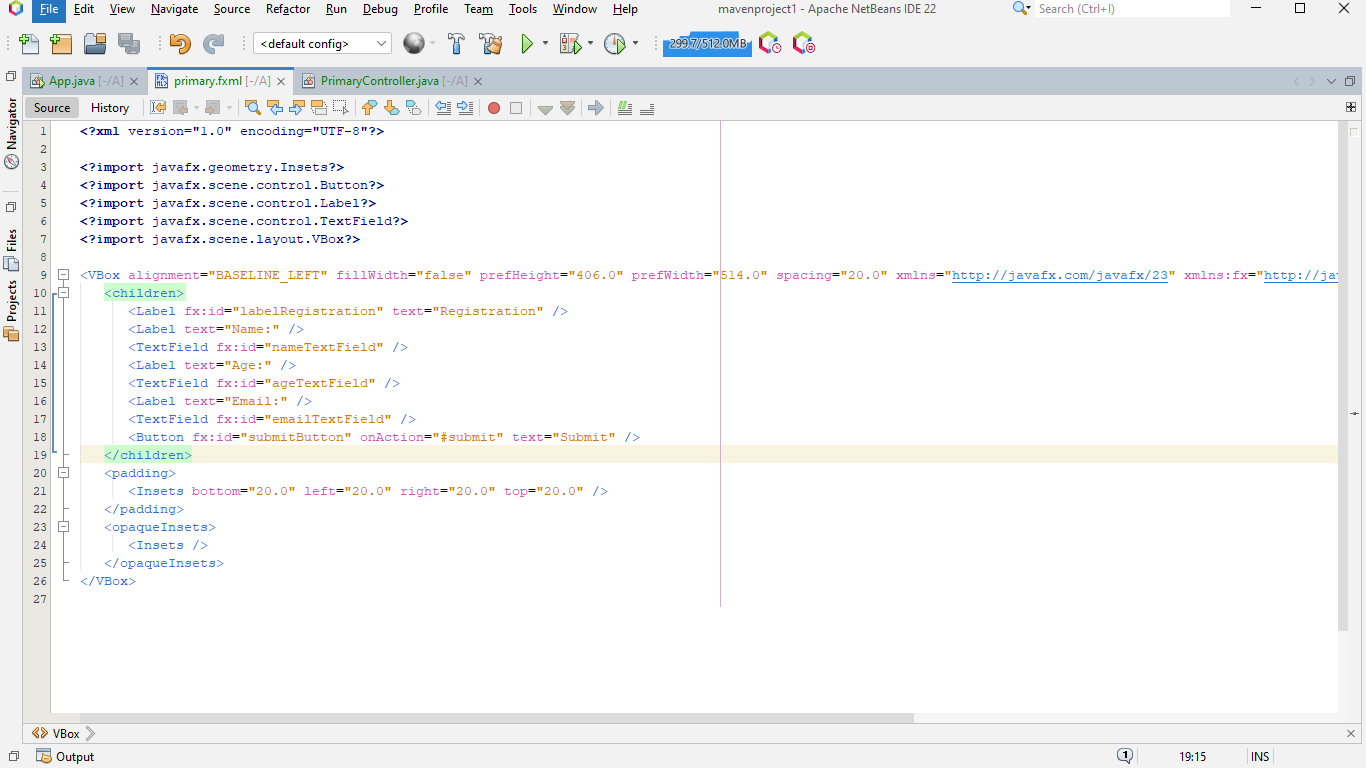 File Edit View Navigate Source Refactor Run Debug Profile Team Tools Window Help mavenproject1 - Apache NetBeans IDE 22 Search (Ctrl+I)
<default config> 299.7/512.0MB
App.java [-/A] primary.fxml [-/A] PrimaryController.java [-/A]
Source History
Navigator
Files
Projects
1 <?xml version="1.0" encoding="UTF-8"?>
2
3 <?import javafx.geometry.Insets?>
4 <?import javafx.scene.control.Button?>
5 <?import javafx.scene.control.Label?>
6 <?import javafx.scene.control.TextField?>
7 <?import javafx.scene.layout.VBox?>
8
9 <VBox alignment="BASELINE_LEFT" fillWidth="false" prefHeight="406.0" prefWidth="514.0" spacing="20.0" xmlns="http://javafx.com/javafx/23" xmlns:fx="http://ja
10 <children>
11 <Label fx:id="labelRegistration" text="Registration" />
12 <Label text="Name:" />
13 <TextField fx:id="nameTextField" />
14 <Label text="Age:" />
15 <TextField fx:id="ageTextField" />
16 <Label text="Email:" />
17 <TextField fx:id="emailTextField" />
18 <Button fx:id="submitButton" onAction="#submit" text="Submit" />
19 </children>
20 <padding>
21 <Insets bottom="20.0" left="20.0" right="20.0" top="20.0" />
22 </padding>
23 <opaqueInsets>
24 <Insets />
25 </opaqueInsets>
26 </VBox>
27
VBox
Output 1 19:15 INS